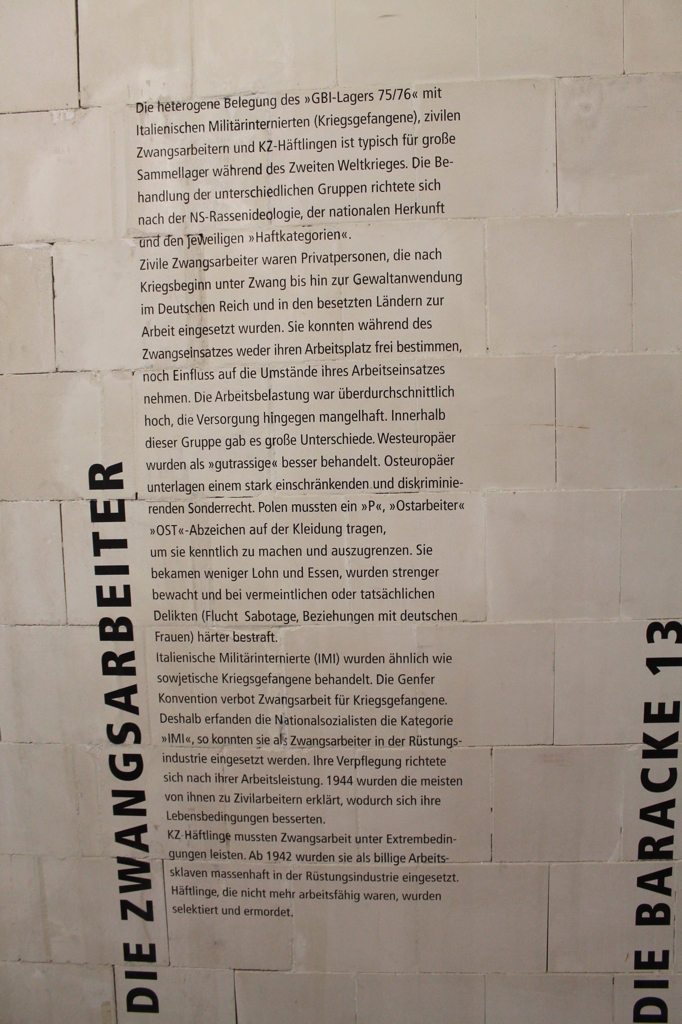 Die heterogene Belegung des »GBI-Lagers 75/76« mit
Italienischen Militärinternierten (Kriegsgefangene), zivilen
Zwangsarbeitern und KZ-Häftlingen ist typisch für große
Sammellager während des Zweiten Weltkrieges. Die Be-
handlung der unterschiedlichen Gruppen richtete sich
nach der NS-Rassenideologie, der nationalen Herkunft
und den jeweiligen »Haftkategorien«.
Zivile Zwangsarbeiter waren Privatpersonen, die nach
Kriegsbeginn unter Zwang bis hin zur Gewaltanwendung
im Deutschen Reich und in den besetzten Ländern zur
Arbeit eingesetzt wurden. Sie konnten während des
Zwangseinsatzes weder ihren Arbeitsplatz frei bestimmen,
noch Einfluss auf die Umstände ihres Arbeitseinsatzes
nehmen. Die Arbeitsbelastung war überdurchschnittlich
hoch, die Versorgung hingegen mangelhaft. Innerhalb
dieser Gruppe gab es große Unterschiede. Westeuropäer
wurden als »gutrassige« besser behandelt. Osteuropäer
unterlagen einem stark einschränkenden und diskriminie-
renden Sonderrecht. Polen mussten ein »P«, »Ostarbeiter«
»OST«-Abzeichen auf der Kleidung tragen,
um sie kenntlich zu machen und auszugrenzen. Sie
bekamen weniger Lohn und Essen, wurden strenger
bewacht und bei vermeintlichen oder tatsächlichen
Delikten (Flucht Sabotage, Beziehungen mit deutschen
Frauen) härter bestraft.
Italienische Militärinternierte (IMI) wurden ähnlich wie
sowjetische Kriegsgefangene behandelt. Die Genfer
Konvention verbot Zwangsarbeit für Kriegsgefangene.
Deshalb erfanden die Nationalsozialisten die Kategorie
»IMI«, so konnten sie als Zwangsarbeiter in der Rüstungs-
industrie eingesetzt werden. Ihre Verpflegung richtete
sich nach ihrer Arbeitsleistung. 1944 wurden die meisten
von ihnen zu Zivilarbeitern erklärt, wodurch sich ihre
Lebensbedingungen besserten.
KZ-Häftlinge mussten Zwangsarbeit unter Extrembedin-
gungen leisten. Ab 1942 wurden sie als billige Arbeits-
sklaven massenhaft in der Rüstungsindustrie eingesetzt.
Häftlinge, die nicht mehr arbeitsfähig waren, wurden
selektiert und ermordet.
DIE ZWANGSARBEITER
DIE BARACKE 13